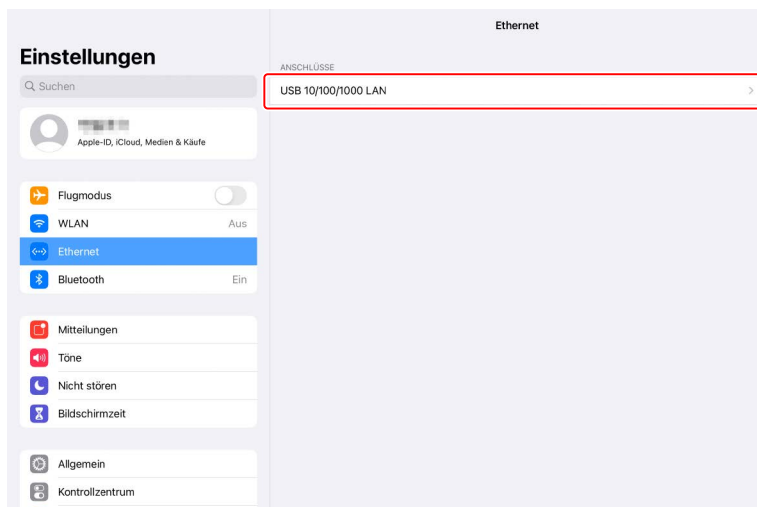 Ethernet
Einstellungen
Suchen
Apple-ID, iCloud, Medien & Käufe
Flugmodus
WLAN Aus
Ethernet
Bluetooth Ein
Mitteilungen
Töne
Nicht stören
Bildschirmzeit
Allgemein
Kontrollzentrum
ANSCHLÜSSE
USB 10/100/1000 LAN